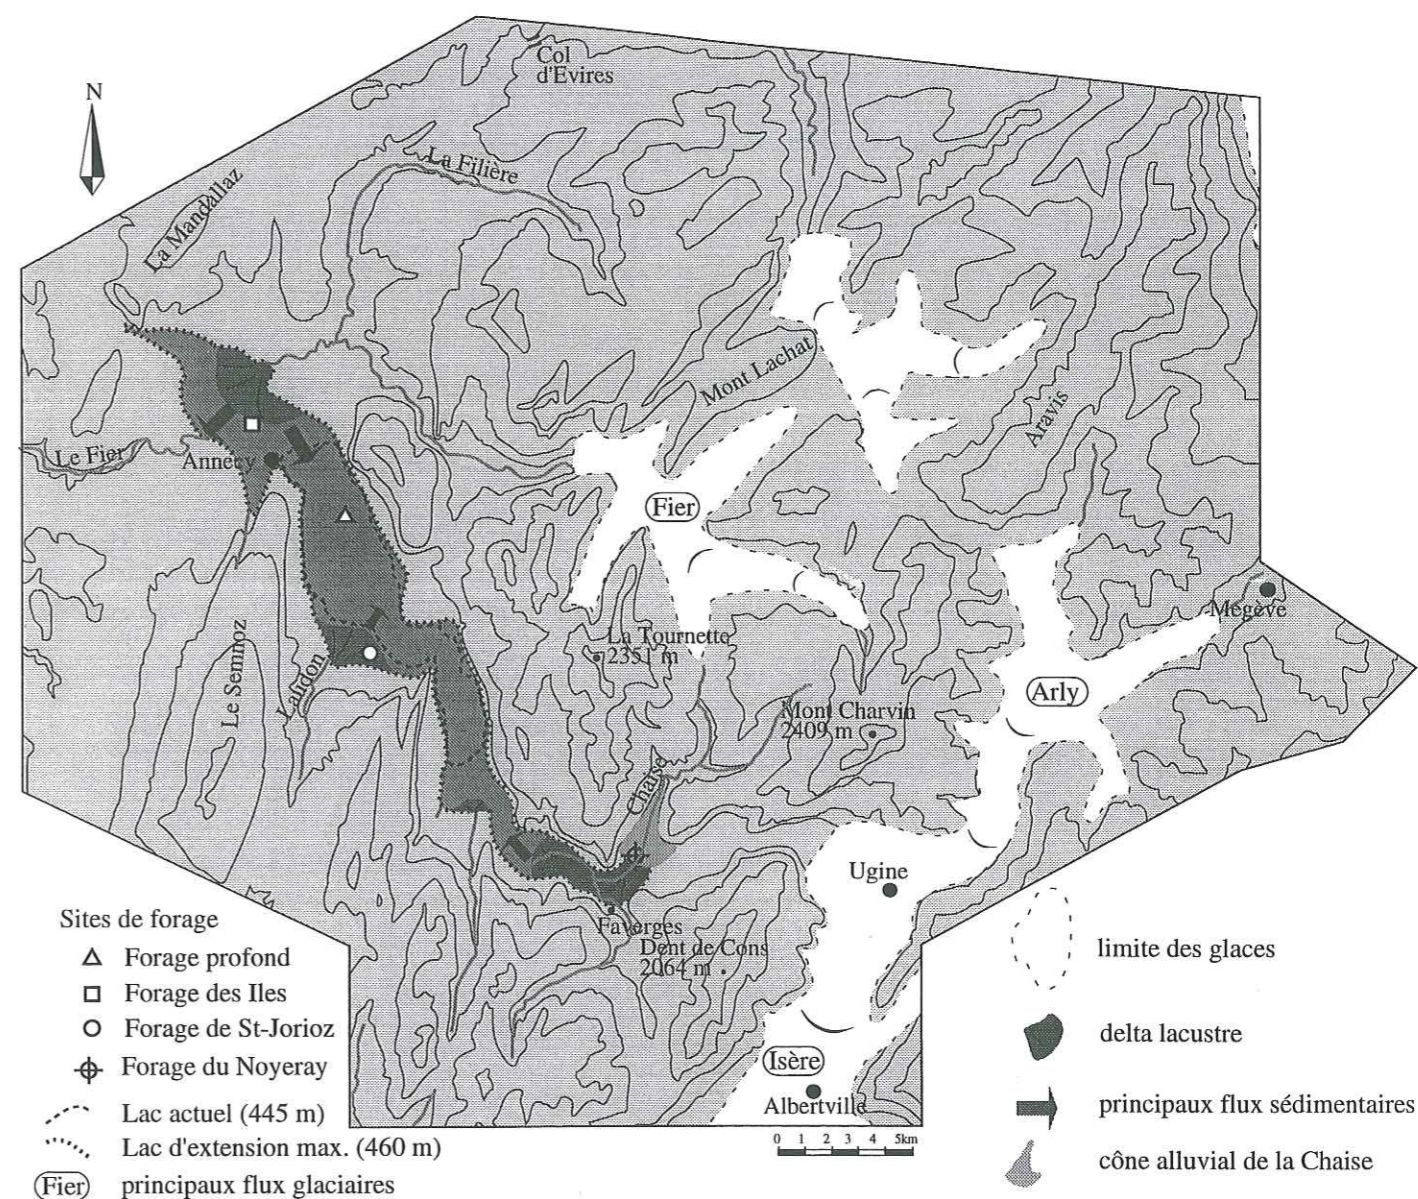 Col
d'Evires
N
La Filière
La Mandallaz
Mont Lachat
Aravis
Le Fier
Annecy
Fier
Megève
La Tournette
2351 m
Le Semnoz
Laudon
Arly
Mont Charvin
2409 m
Chaise
Ugine
Faverges
Dent de Cons
2064 m
Isère
Albertville
0 1 2 3 4 5km
Sites de forage
Forage profond
Forage des Iles
Forage de St-Jorioz
Forage du Noyeray
Lac actuel (445 m)
Lac d'extension max. (460 m)
Fier
principaux flux glaciaires
limite des glaces
delta lacustre
principaux flux sédimentaires
cône alluvial de la Chaise